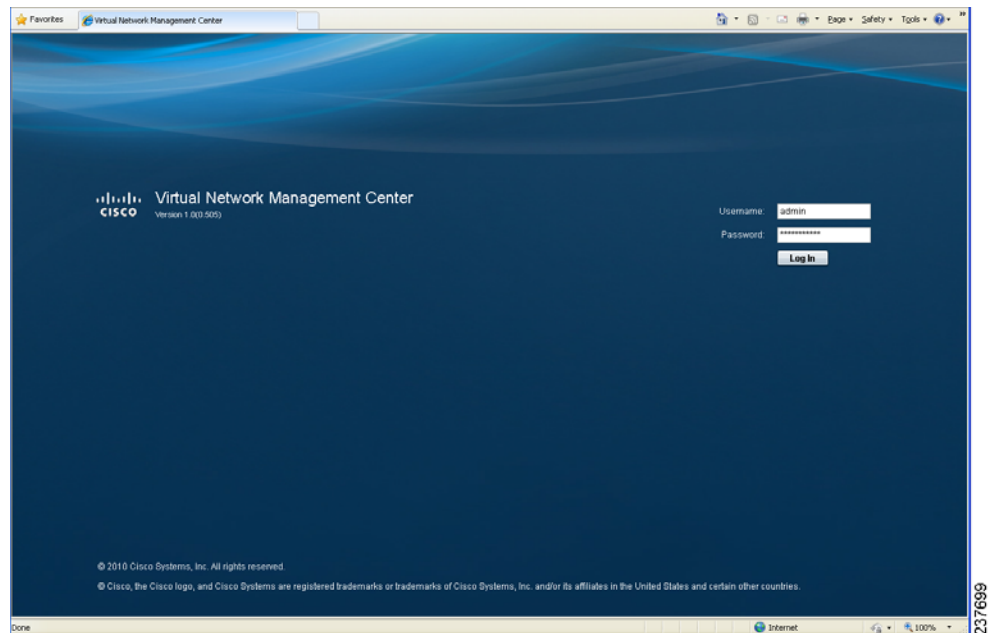 Favorites
Virtual Network Management Center
Page
Safety
Tools
»
CISCO
Virtual Network Management Center
Version 1.0(0.505)
Username:
admin
Password:
***********
Log In
© 2010 Cisco Systems, Inc. All rights reserved.
© Cisco, the Cisco logo, and Cisco Systems are registered trademarks or trademarks of Cisco Systems, Inc. and/or its affiliates in the United States and certain other countries.
Done
Internet
100%
237699